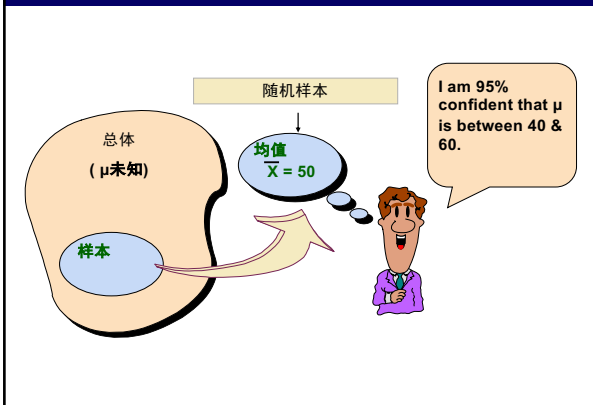 随机样本
I am 95%
confident that μ
is between 40 &
60.
总体
( μ未知)
均值
X̅ = 50
样本